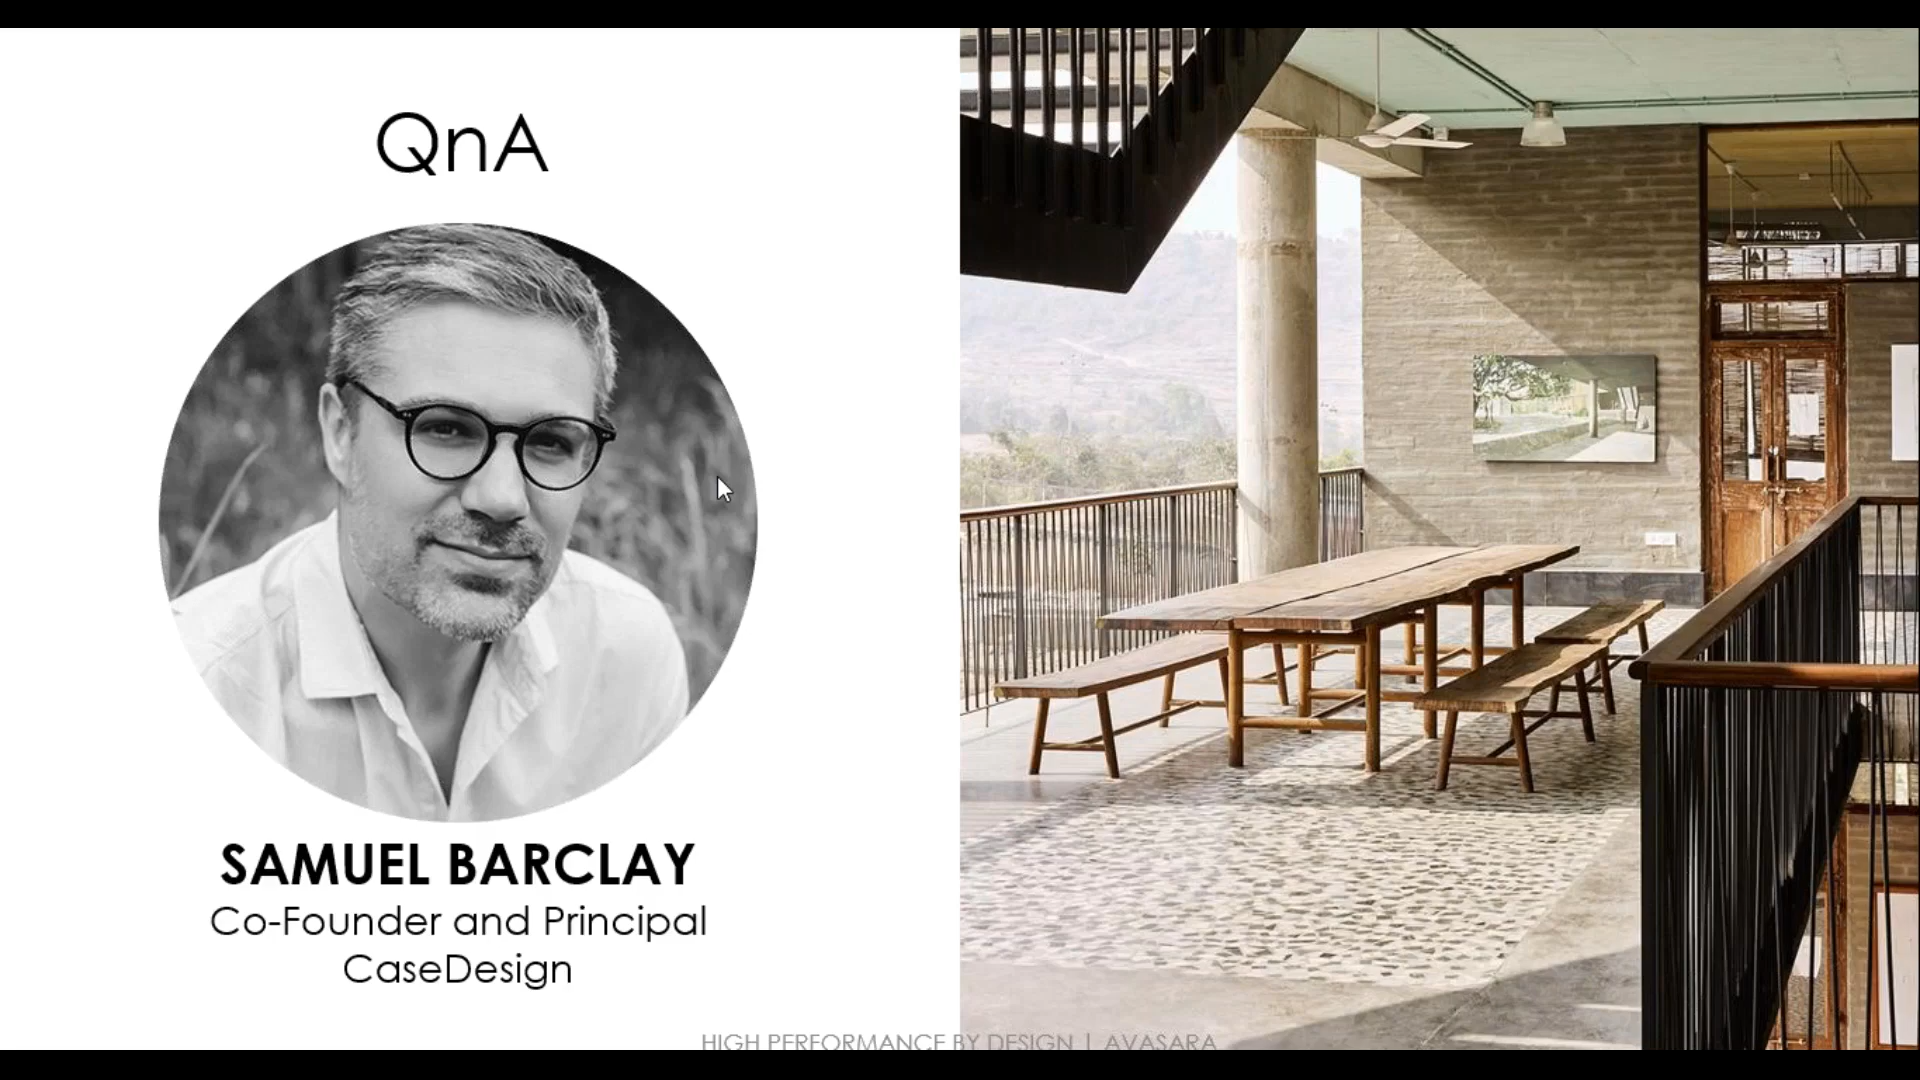 QnA
SAMUEL BARCLAY
Co-Founder and Principal
CaseDesign
HIGH PERFORMANCE BY DESIGN | AVASARA